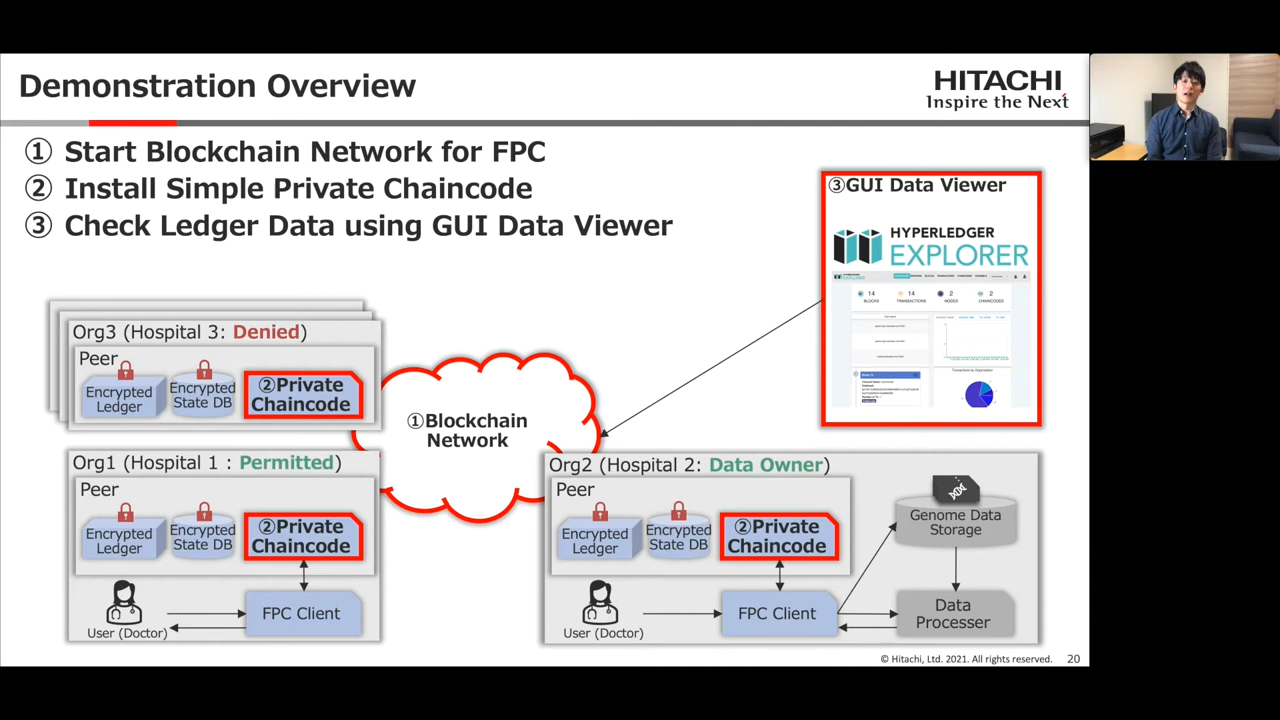 Demonstration Overview
HITACHI
Inspire the Next
① Start Blockchain Network for FPC
② Install Simple Private Chaincode
③ Check Ledger Data using GUI Data Viewer
③GUI Data Viewer
HYPERLEDGER
EXPLORER
14
BLOCKS
14
TRANSACTIONS
2
NODES
2
CHAINCODES
Transactions by Organization
Org3 (Hospital 3: Denied)
Peer
Encrypted
Ledger
Encrypted
State DB
②Private
Chaincode
①Blockchain
Network
Org1 (Hospital 1 : Permitted)
Peer
Encrypted
Ledger
Encrypted
State DB
②Private
Chaincode
User (Doctor)
FPC Client
Org2 (Hospital 2: Data Owner)
Peer
Encrypted
Ledger
Encrypted
State DB
②Private
Chaincode
User (Doctor)
FPC Client
Genome Data
Storage
Data
Processer
© Hitachi, Ltd. 2021. All rights reserved.
20